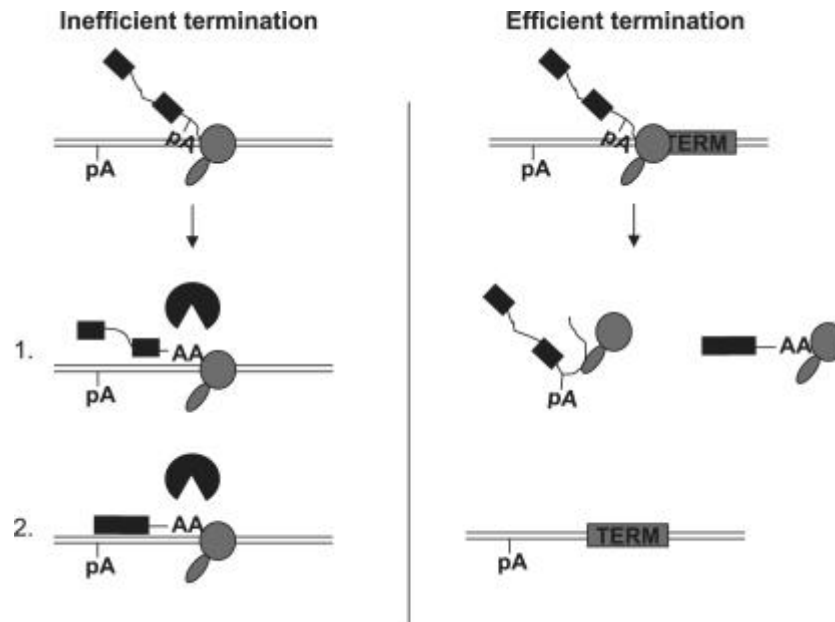 Inefficient termination
Efficient termination
pA
pA
pA
TERM
pA
1.
AA
pA
pA
AA
2.
AA
pA
TERM
pA